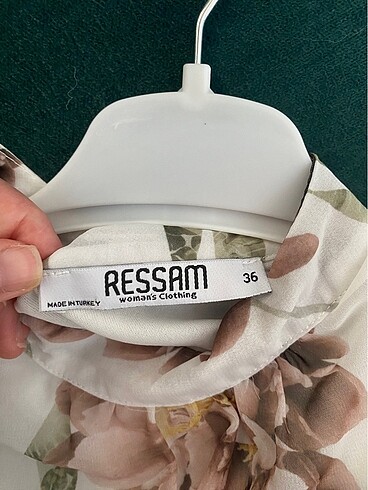 RESSAM 36
MADE IN TURKEY woman's Clothing